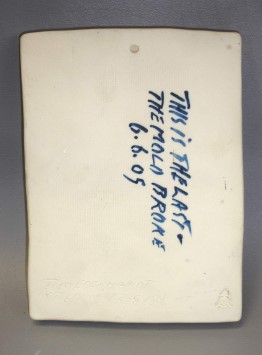 THIS IS THE LAST -
THE MOLD BROKE
6.6.05